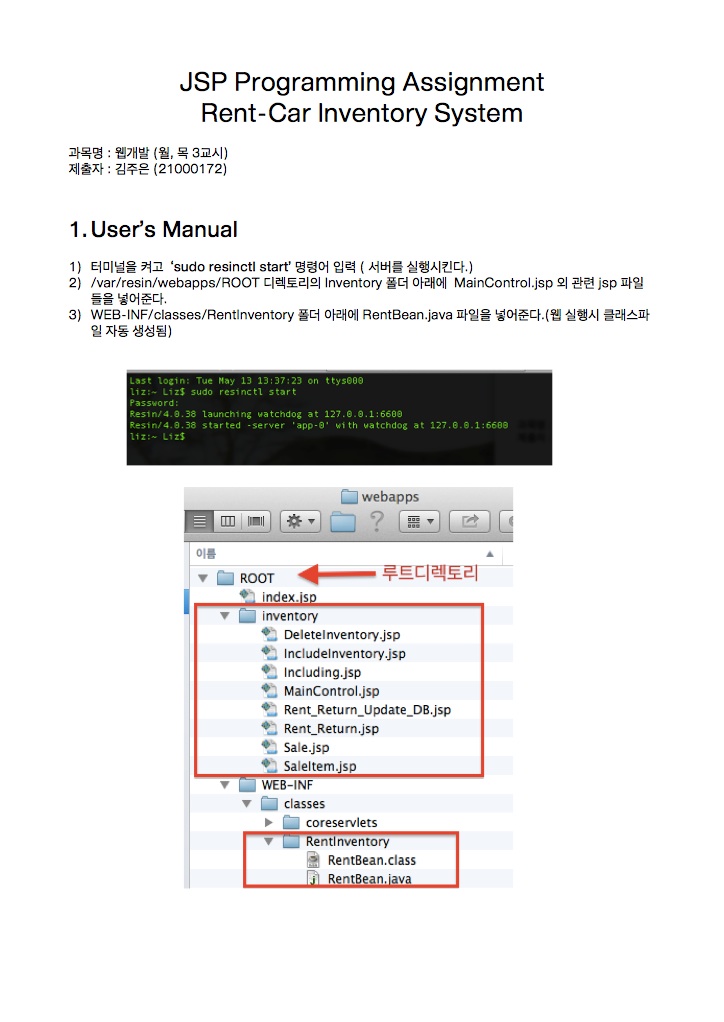 JSP Programming Assignment
Rent-Car Inventory System
과목명 : 웹개발 (월, 목 3교시)
제출자 : 김주은 (21000172)
1. User's Manual
1) 터미널을 켜고 ‘sudo resinctl start’ 명령어 입력 ( 서버를 실행시킨다.)
2) /var/resin/webapps/ROOT 디렉토리의 Inventory 폴더 아래에 MainControl.jsp 외 관련 jsp 파일
들을 넣어준다.
3) WEB-INF/classes/RentInventory 폴더 아래에 RentBean.java 파일을 넣어준다.(웹 실행시 클래스파
일 자동 생성됨)
Last login: Tue May 13 13:37:23 on ttys000
liz:~ Liz$ sudo resinctl start
Password:
Resin/4.0.38 launching watchdog at 127.0.0.1:6600
Resin/4.0.38 started -server 'app-0' with watchdog at 127.0.0.1:6600
liz:~ Liz$
webapps
이름
ROOT
루트디렉토리
index.jsp
inventory
DeleteInventory.jsp
IncludeInventory.jsp
Including.jsp
MainControl.jsp
Rent_Return_Update_DB.jsp
Rent_Return.jsp
Sale.jsp
SaleItem.jsp
WEB-INF
classes
coreservlets
RentInventory
RentBean.class
RentBean.java